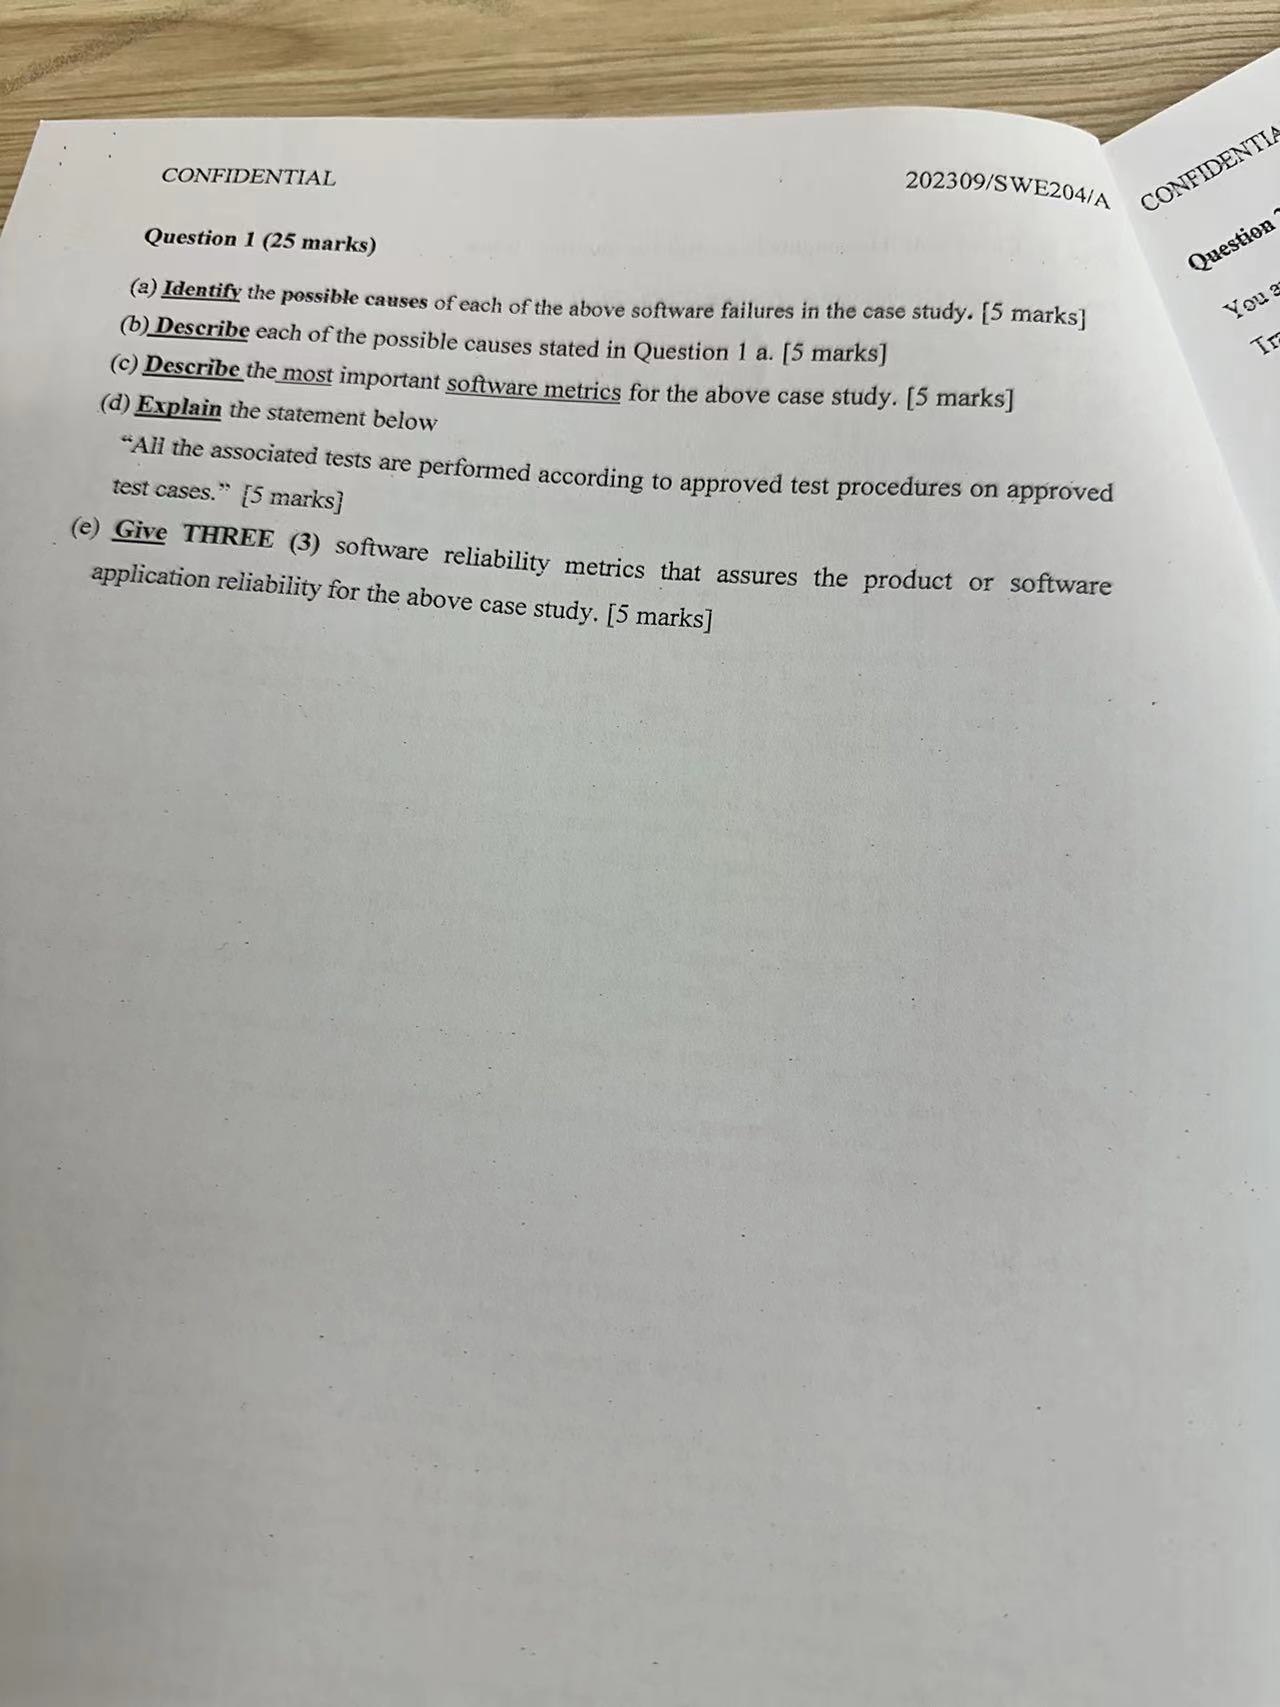 CONFIDENTIAL
202309/SWE204/A
Question 1 (25 marks)
(a) Identify the possible causes of each of the above software failures in the case study. [5 marks]
(b) Describe each of the possible causes stated in Question 1 a. [5 marks]
(c) Describe the most important software metrics for the above case study. [5 marks]
(d) Explain the statement below
“All the associated tests are performed according to approved test procedures on approved
test cases.” [5 marks]
(e) Give THREE (3) software reliability metrics that assures the product or software
application reliability for the above case study. [5 marks]
CONFIDENTIA
Question
You